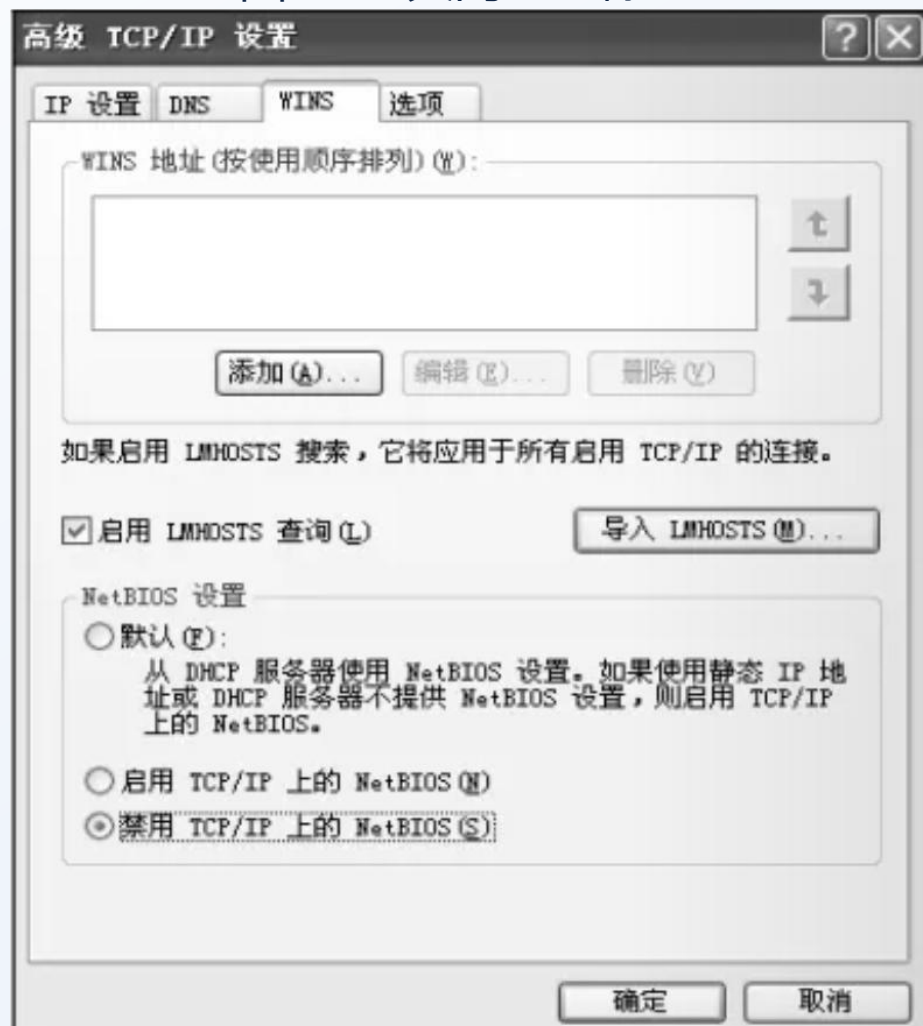 高级 TCP/IP 设置
IP 设置 DNS WINS 选项
WINS 地址(按使用顺序排列)(W):
添加(A)... 编辑(E)... 删除(V)
如果启用 LMHOSTS 搜索，它将应用于所有启用 TCP/IP 的连接。
启用 LMHOSTS 查询(L) 导入 LMHOSTS(M)...
NetBIOS 设置
默认(F):
从 DHCP 服务器使用 NetBIOS 设置。如果使用静态 IP 地
址或 DHCP 服务器不提供 NetBIOS 设置，则启用 TCP/IP
上的 NetBIOS。
启用 TCP/IP 上的 NetBIOS(N)
禁用 TCP/IP 上的 NetBIOS(S)
确定 取消